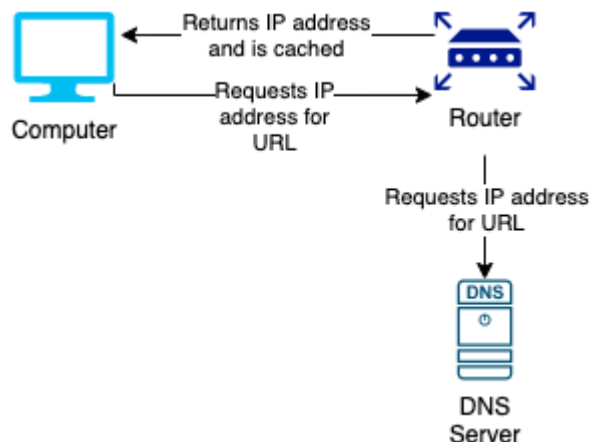 Returns IP address
and is cached
Requests IP
address for
URL
Computer
Router
Requests IP address
for URL
DNS
DNS
Server